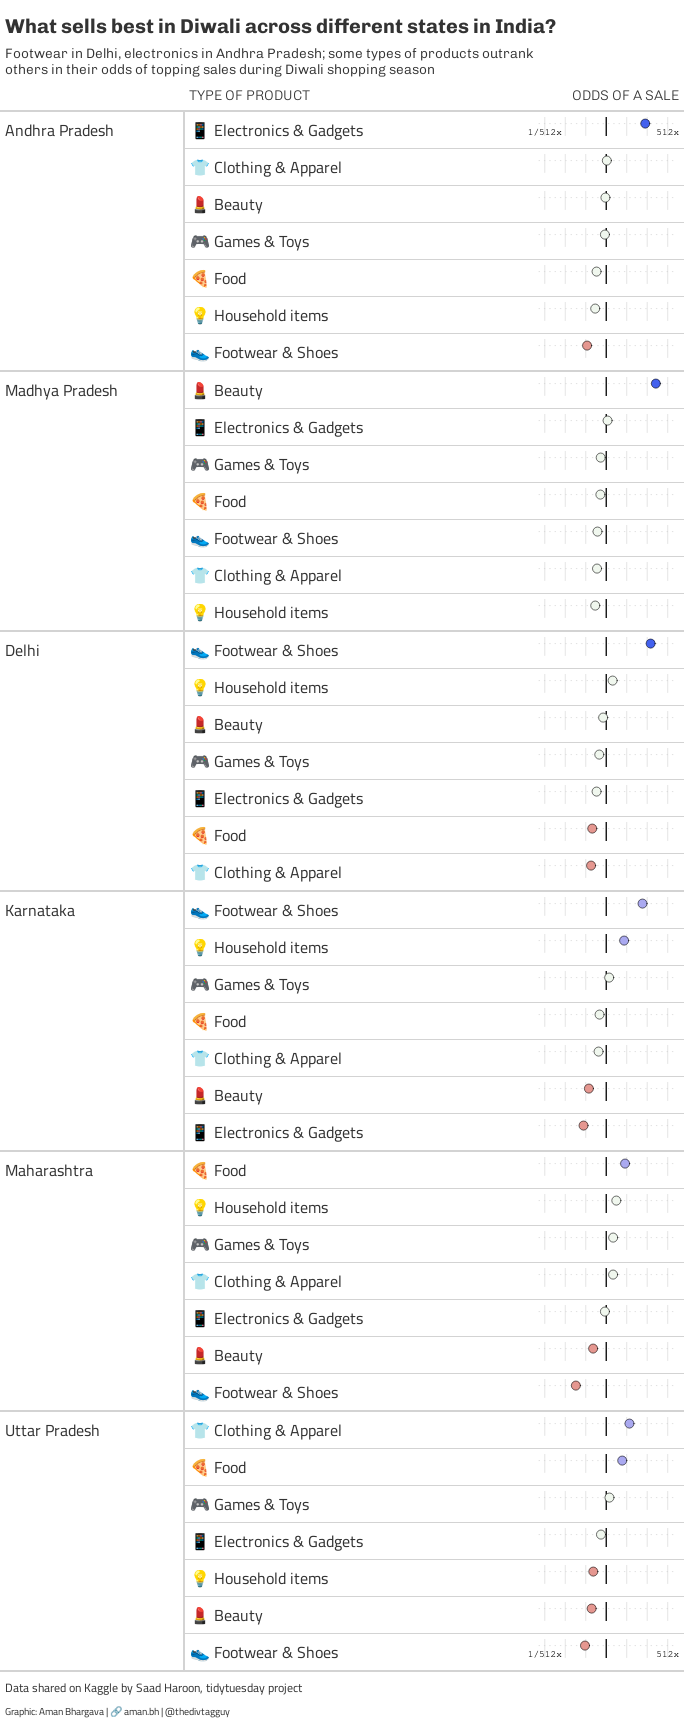 What sells best in Diwali across different states in India?
Footwear in Delhi, electronics in Andhra Pradesh; some types of products outrank
others in their odds of topping sales during Diwali shopping season
TYPE OF PRODUCT ODDS OF A SALE
Andhra Pradesh 📱 Electronics & Gadgets 1/512x 512x
👕 Clothing & Apparel
💄 Beauty
🎮 Games & Toys
🍕 Food
💡 Household items
👟 Footwear & Shoes
Madhya Pradesh 💄 Beauty
📱 Electronics & Gadgets
🎮 Games & Toys
🍕 Food
👟 Footwear & Shoes
👕 Clothing & Apparel
💡 Household items
Delhi 👟 Footwear & Shoes
💡 Household items
💄 Beauty
🎮 Games & Toys
📱 Electronics & Gadgets
🍕 Food
👕 Clothing & Apparel
Karnataka 👟 Footwear & Shoes
💡 Household items
🎮 Games & Toys
🍕 Food
👕 Clothing & Apparel
💄 Beauty
📱 Electronics & Gadgets
Maharashtra 🍕 Food
💡 Household items
🎮 Games & Toys
👕 Clothing & Apparel
📱 Electronics & Gadgets
💄 Beauty
👟 Footwear & Shoes
Uttar Pradesh 👕 Clothing & Apparel
🍕 Food
🎮 Games & Toys
📱 Electronics & Gadgets
💡 Household items
💄 Beauty
👟 Footwear & Shoes 1/512x 512x
Data shared on Kaggle by Saad Haroon, tidytuesday project
Graphic: Aman Bhargava | 🔗 aman.bh | @thedivtagguy